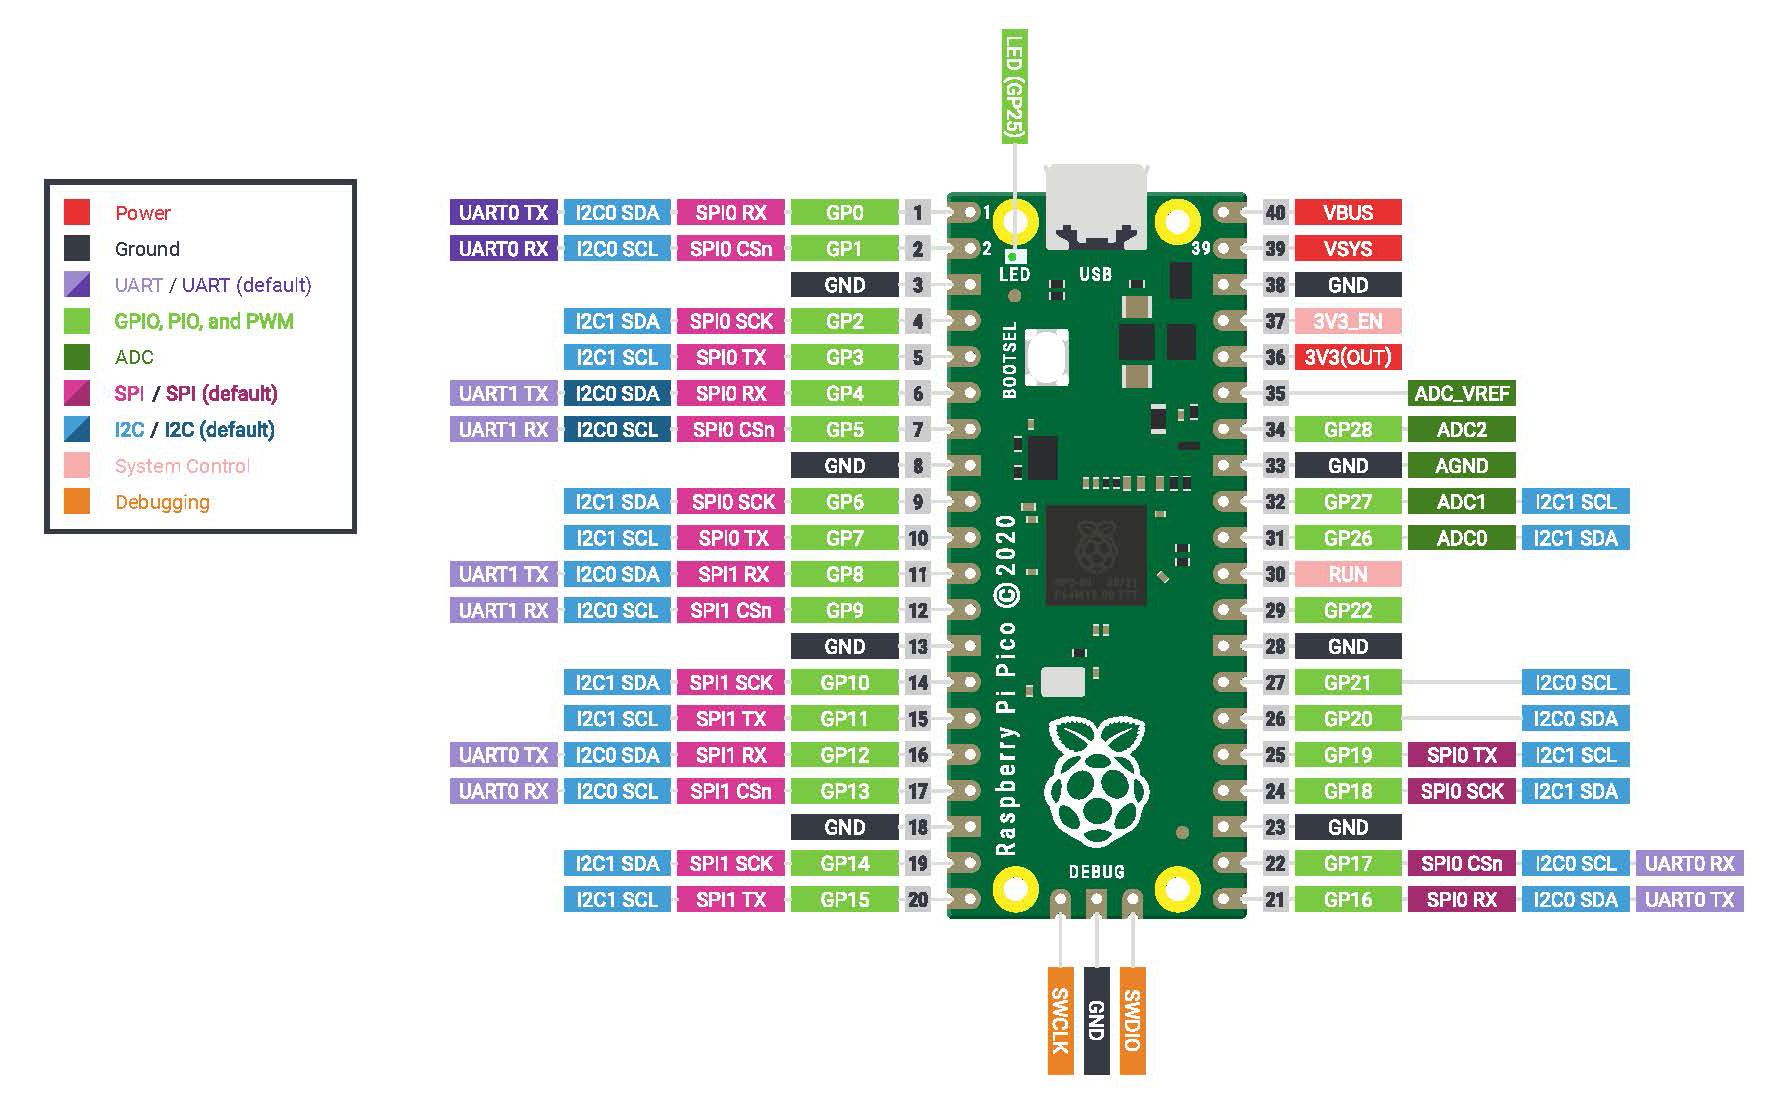 Power
Ground
UART / UART (default)
GPIO, PIO, and PWM
ADC
SPI / SPI (default)
I2C / I2C (default)
System Control
Debugging
LED (GP25)
UART0 TX I2C0 SDA SPI0 RX GP0 1 1 40 VBUS
UART0 RX I2C0 SCL SPI0 CSn GP1 2 2 39 39 VSYS
GND 3 LED USB 38 GND
I2C1 SDA SPI0 SCK GP2 4 37 3V3_EN
I2C1 SCL SPI0 TX GP3 5 36 3V3(OUT)
UART1 TX I2C0 SDA SPI0 RX GP4 6 35 ADC_VREF
UART1 RX I2C0 SCL SPI0 CSn GP5 7 34 GP28 ADC2
GND 8 33 GND AGND
I2C1 SDA SPI0 SCK GP6 9 32 GP27 ADC1 I2C1 SCL
I2C1 SCL SPI0 TX GP7 10 31 GP26 ADC0 I2C1 SDA
UART1 TX I2C0 SDA SPI1 RX GP8 11 30 RUN
UART1 RX I2C0 SCL SPI1 CSn GP9 12 29 GP22
GND 13 28 GND
I2C1 SDA SPI1 SCK GP10 14 27 GP21 I2C0 SCL
I2C1 SCL SPI1 TX GP11 15 26 GP20 I2C0 SDA
UART0 TX I2C0 SDA SPI1 RX GP12 16 25 GP19 SPI0 TX I2C1 SCL
UART0 RX I2C0 SCL SPI1 CSn GP13 17 24 GP18 SPI0 SCK I2C1 SDA
GND 18 23 GND
I2C1 SDA SPI1 SCK GP14 19 DEBUG 22 GP17 SPI0 CSn I2C0 SCL UART0 RX
I2C1 SCL SPI1 TX GP15 20 21 GP16 SPI0 RX I2C0 SDA UART0 TX
BOOTSEL
Raspberry Pi Pico © 2020
SWCLK
GND
SWDIO